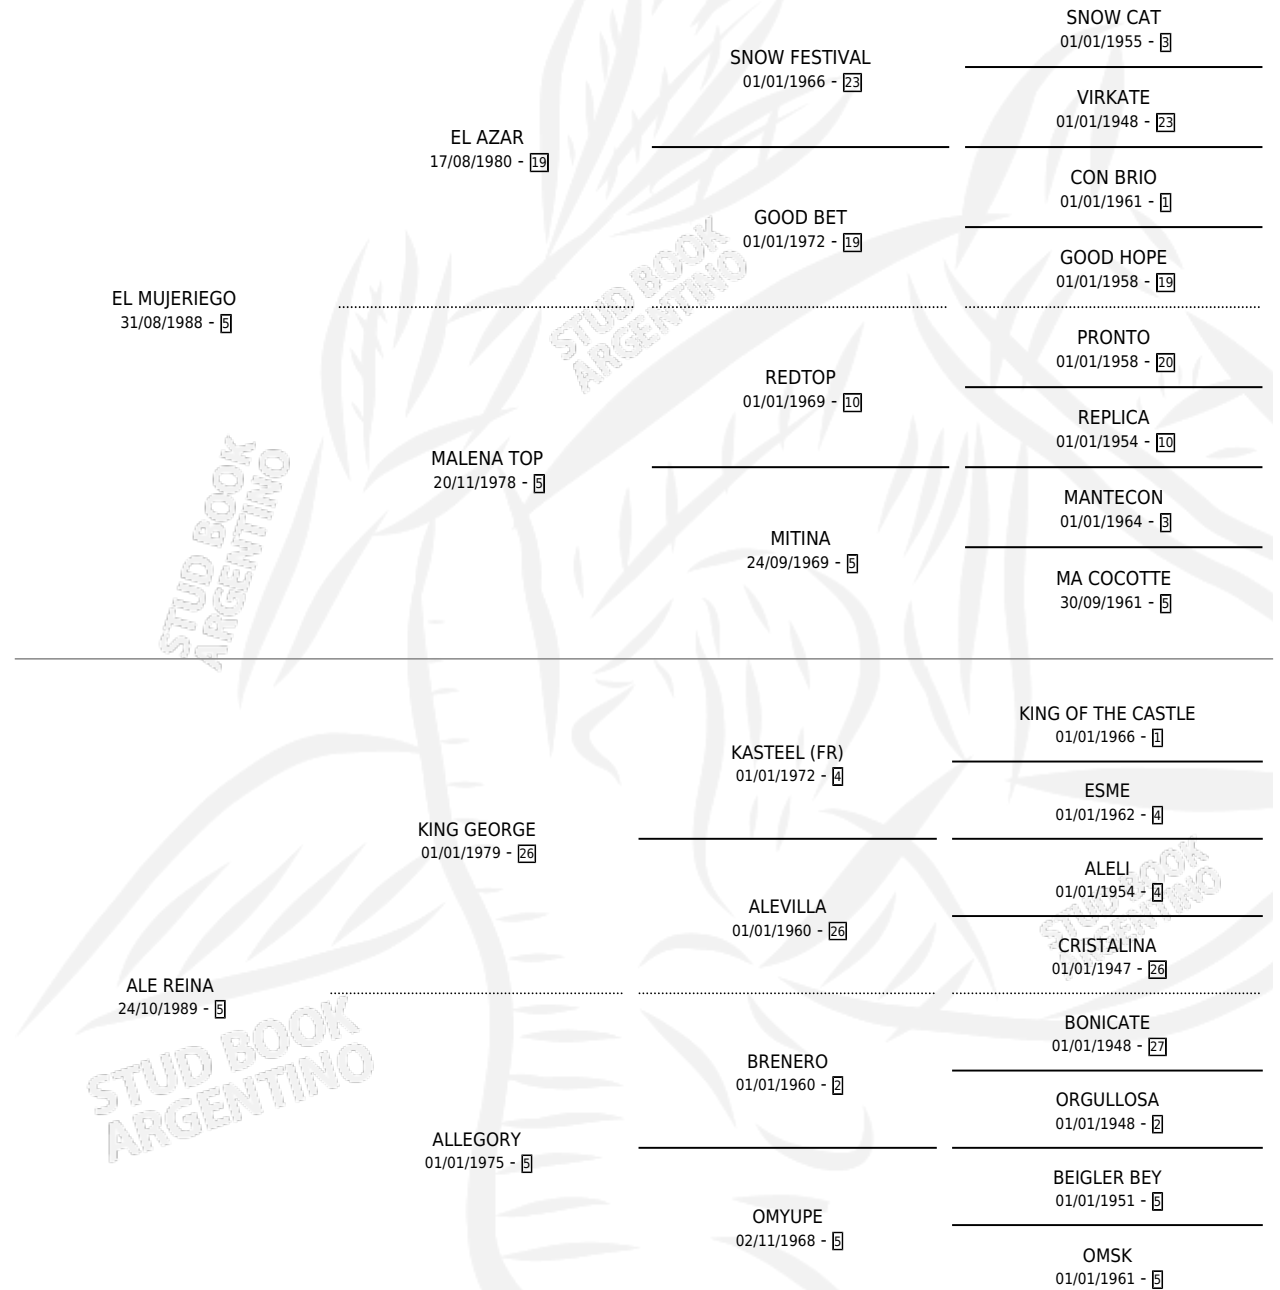 SNOW CAT
01/01/1955 - 3
SNOW FESTIVAL
01/01/1966 - 23
VIRKATE
01/01/1948 - 23
EL AZAR
17/08/1980 - 19
CON BRIO
01/01/1961 - 1
GOOD BET
01/01/1972 - 19
GOOD HOPE
01/01/1958 - 19
EL MUJERIEGO
31/08/1988 - 5
PRONTO
01/01/1958 - 20
REDTOP
01/01/1969 - 10
REPLICA
01/01/1954 - 10
MALENA TOP
20/11/1978 - 5
MANTECON
01/01/1964 - 3
MITINA
24/09/1969 - 5
MA COCOTTE
30/09/1961 - 5
STUD BOOK
ARGENTINO
STUD BOOK
ARGENTINO
KING OF THE CASTLE
01/01/1966 - 1
KASTEEL (FR)
01/01/1972 - 4
ESME
01/01/1962 - 4
KING GEORGE
01/01/1979 - 26
ALELI
01/01/1954 - 4
ALEVILLA
01/01/1960 - 26
CRISTALINA
01/01/1947 - 26
ALE REINA
24/10/1989 - 5
BONICATE
01/01/1948 - 27
BRENERO
01/01/1960 - 2
ORGULLOSA
01/01/1948 - 2
ALLEGORY
01/01/1975 - 5
BEIGLER BEY
01/01/1951 - 5
OMYUPE
02/11/1968 - 5
OMSK
01/01/1961 - 5
STUD BOOK
ARGENTINO
STUD BOOK
ARGENTINO